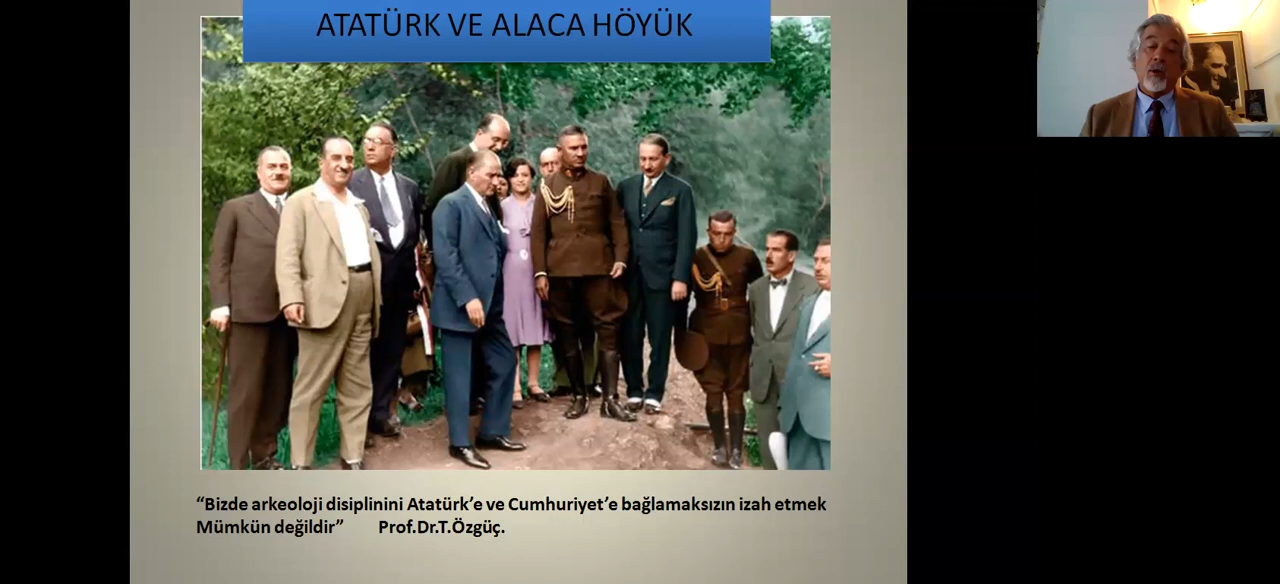 ATATÜRK VE ALACA HÖYÜK
“Bizde arkeoloji disiplinini Atatürk’e ve Cumhuriyet’e bağlamaksızın izah etmek
Mümkün değildir” Prof.Dr.T.Özgüç.